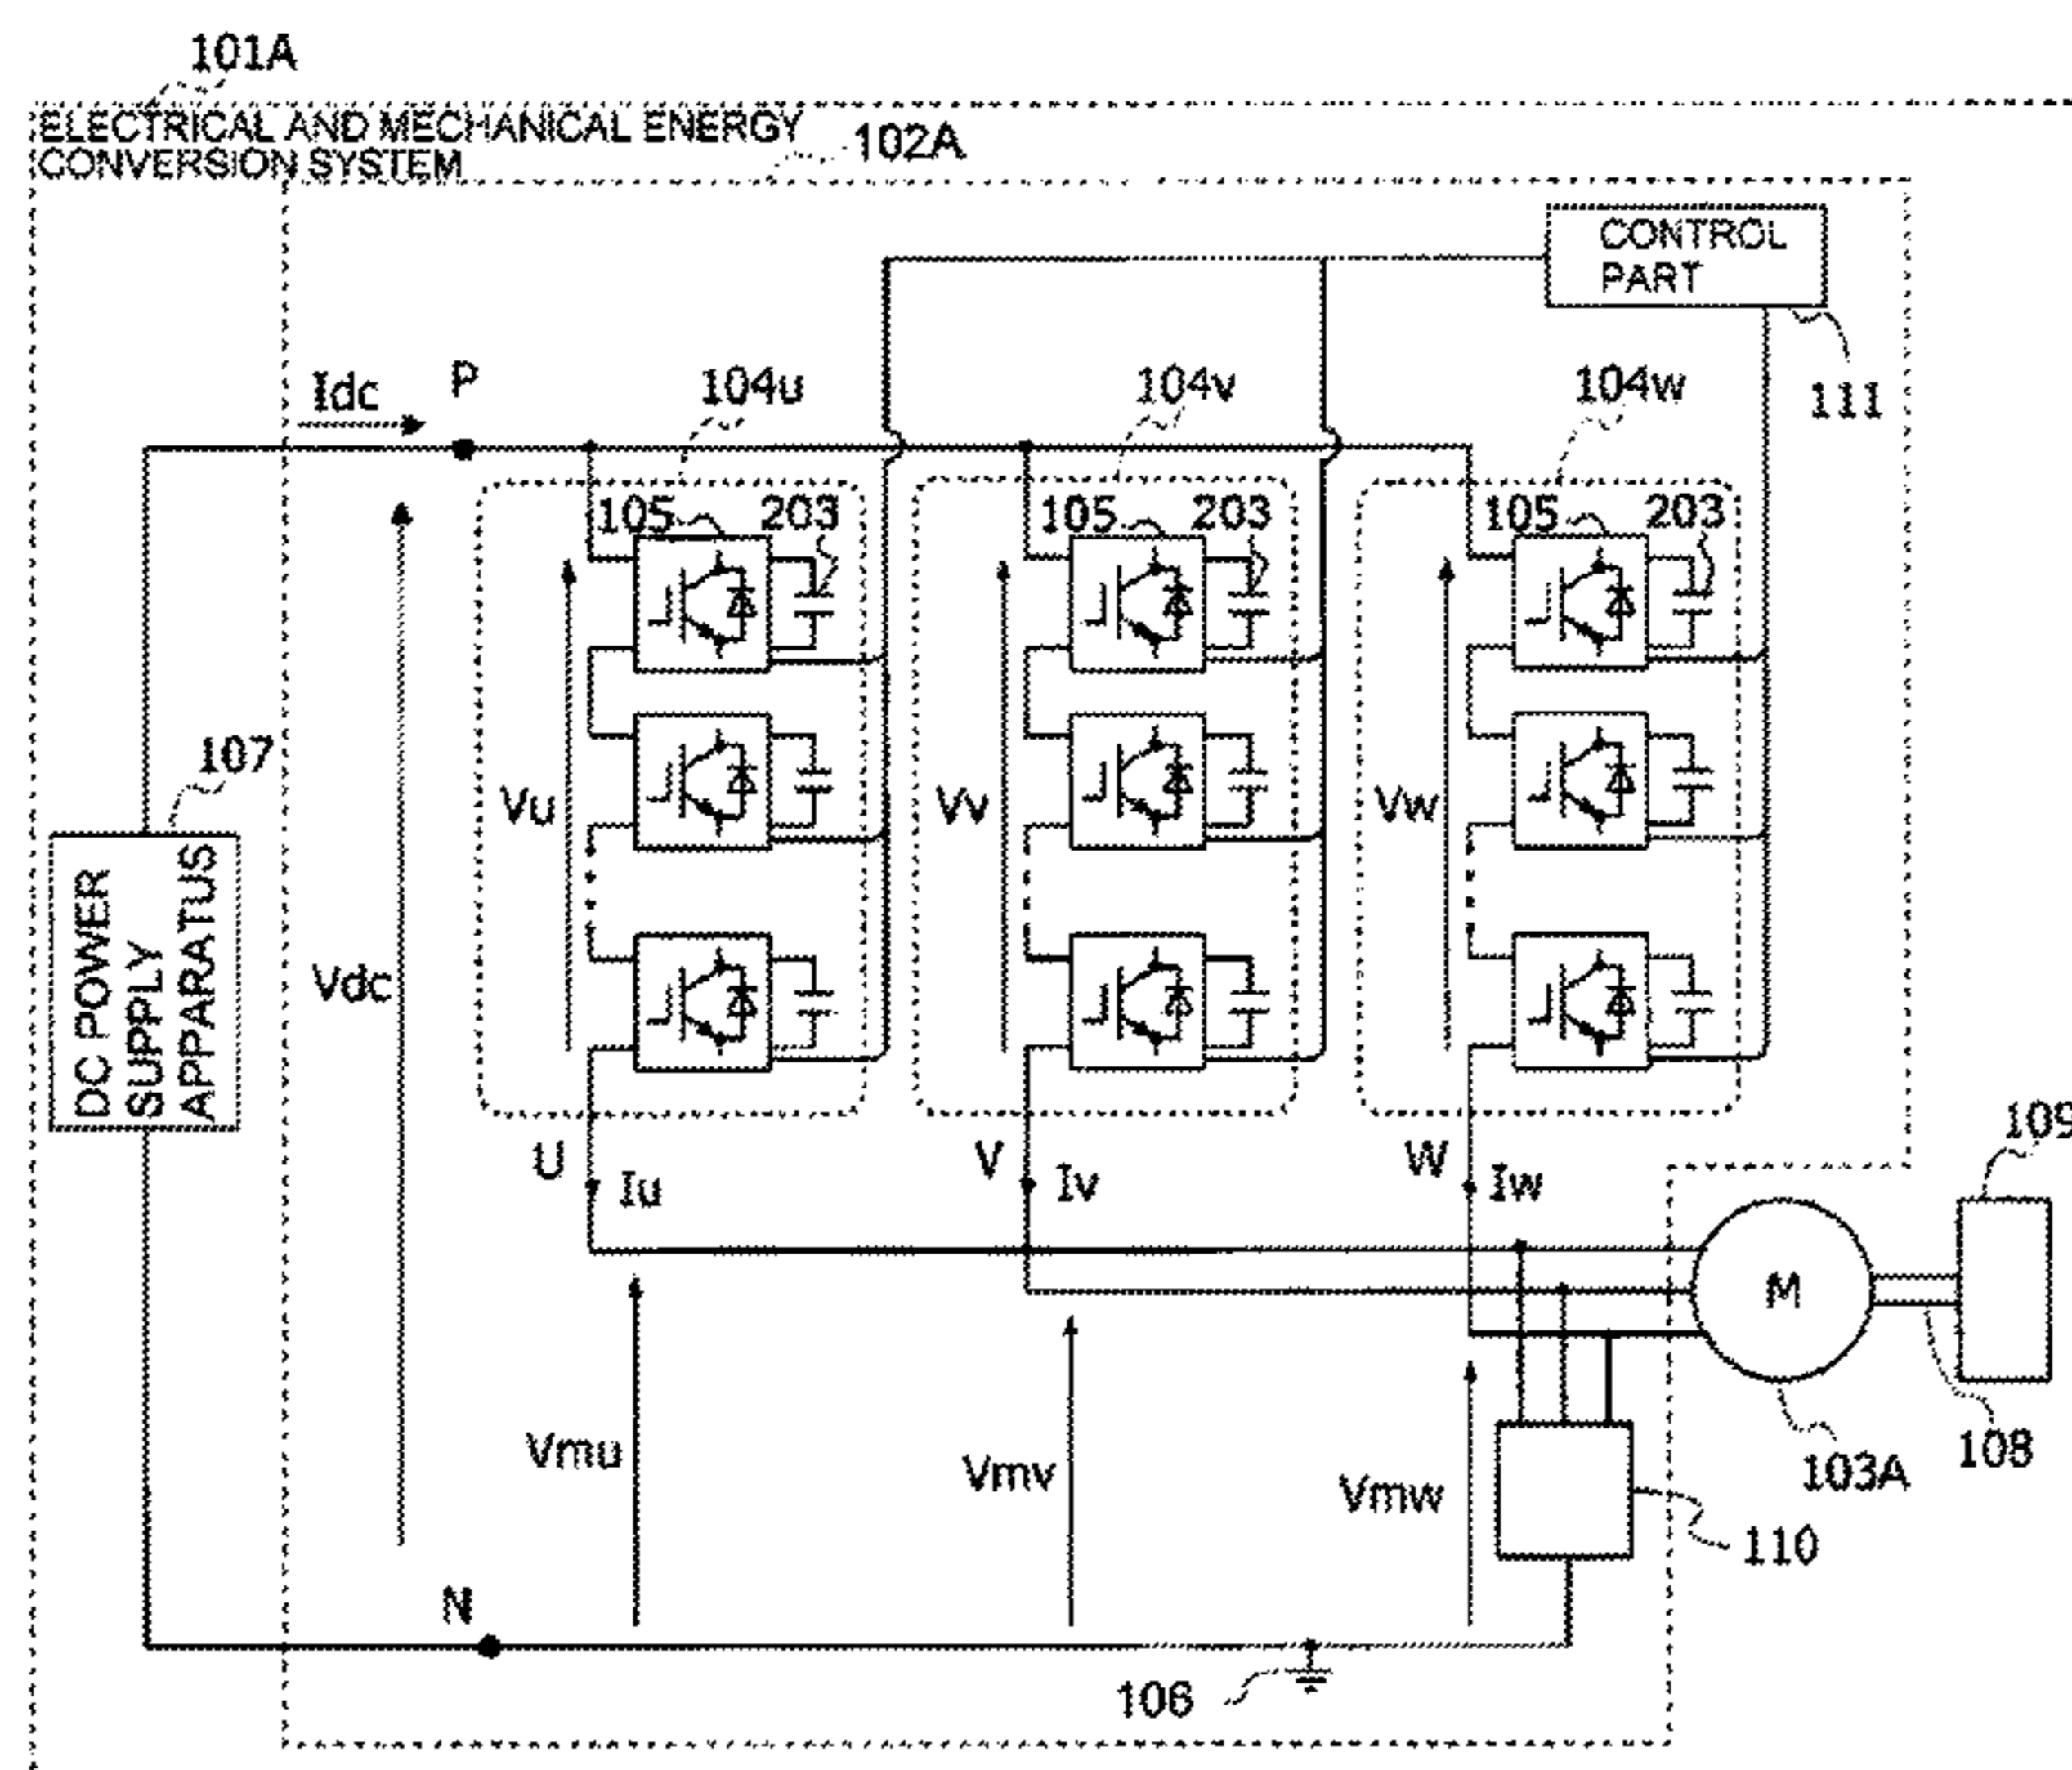 101A
ELECTRICAL AND MECHANICAL ENERGY
CONVERSION SYSTEM
102A
CONTROL
PART
111
Idc
P
104u
104v
104w
105
203
105
203
105
203
107
DC POWER
SUPPLY
APPARATUS
Vdc
Vu
Vv
Vw
U
Iu
V
Iv
W
Iw
109
M
108
103A
Vmu
Vmv
Vmw
110
N
106